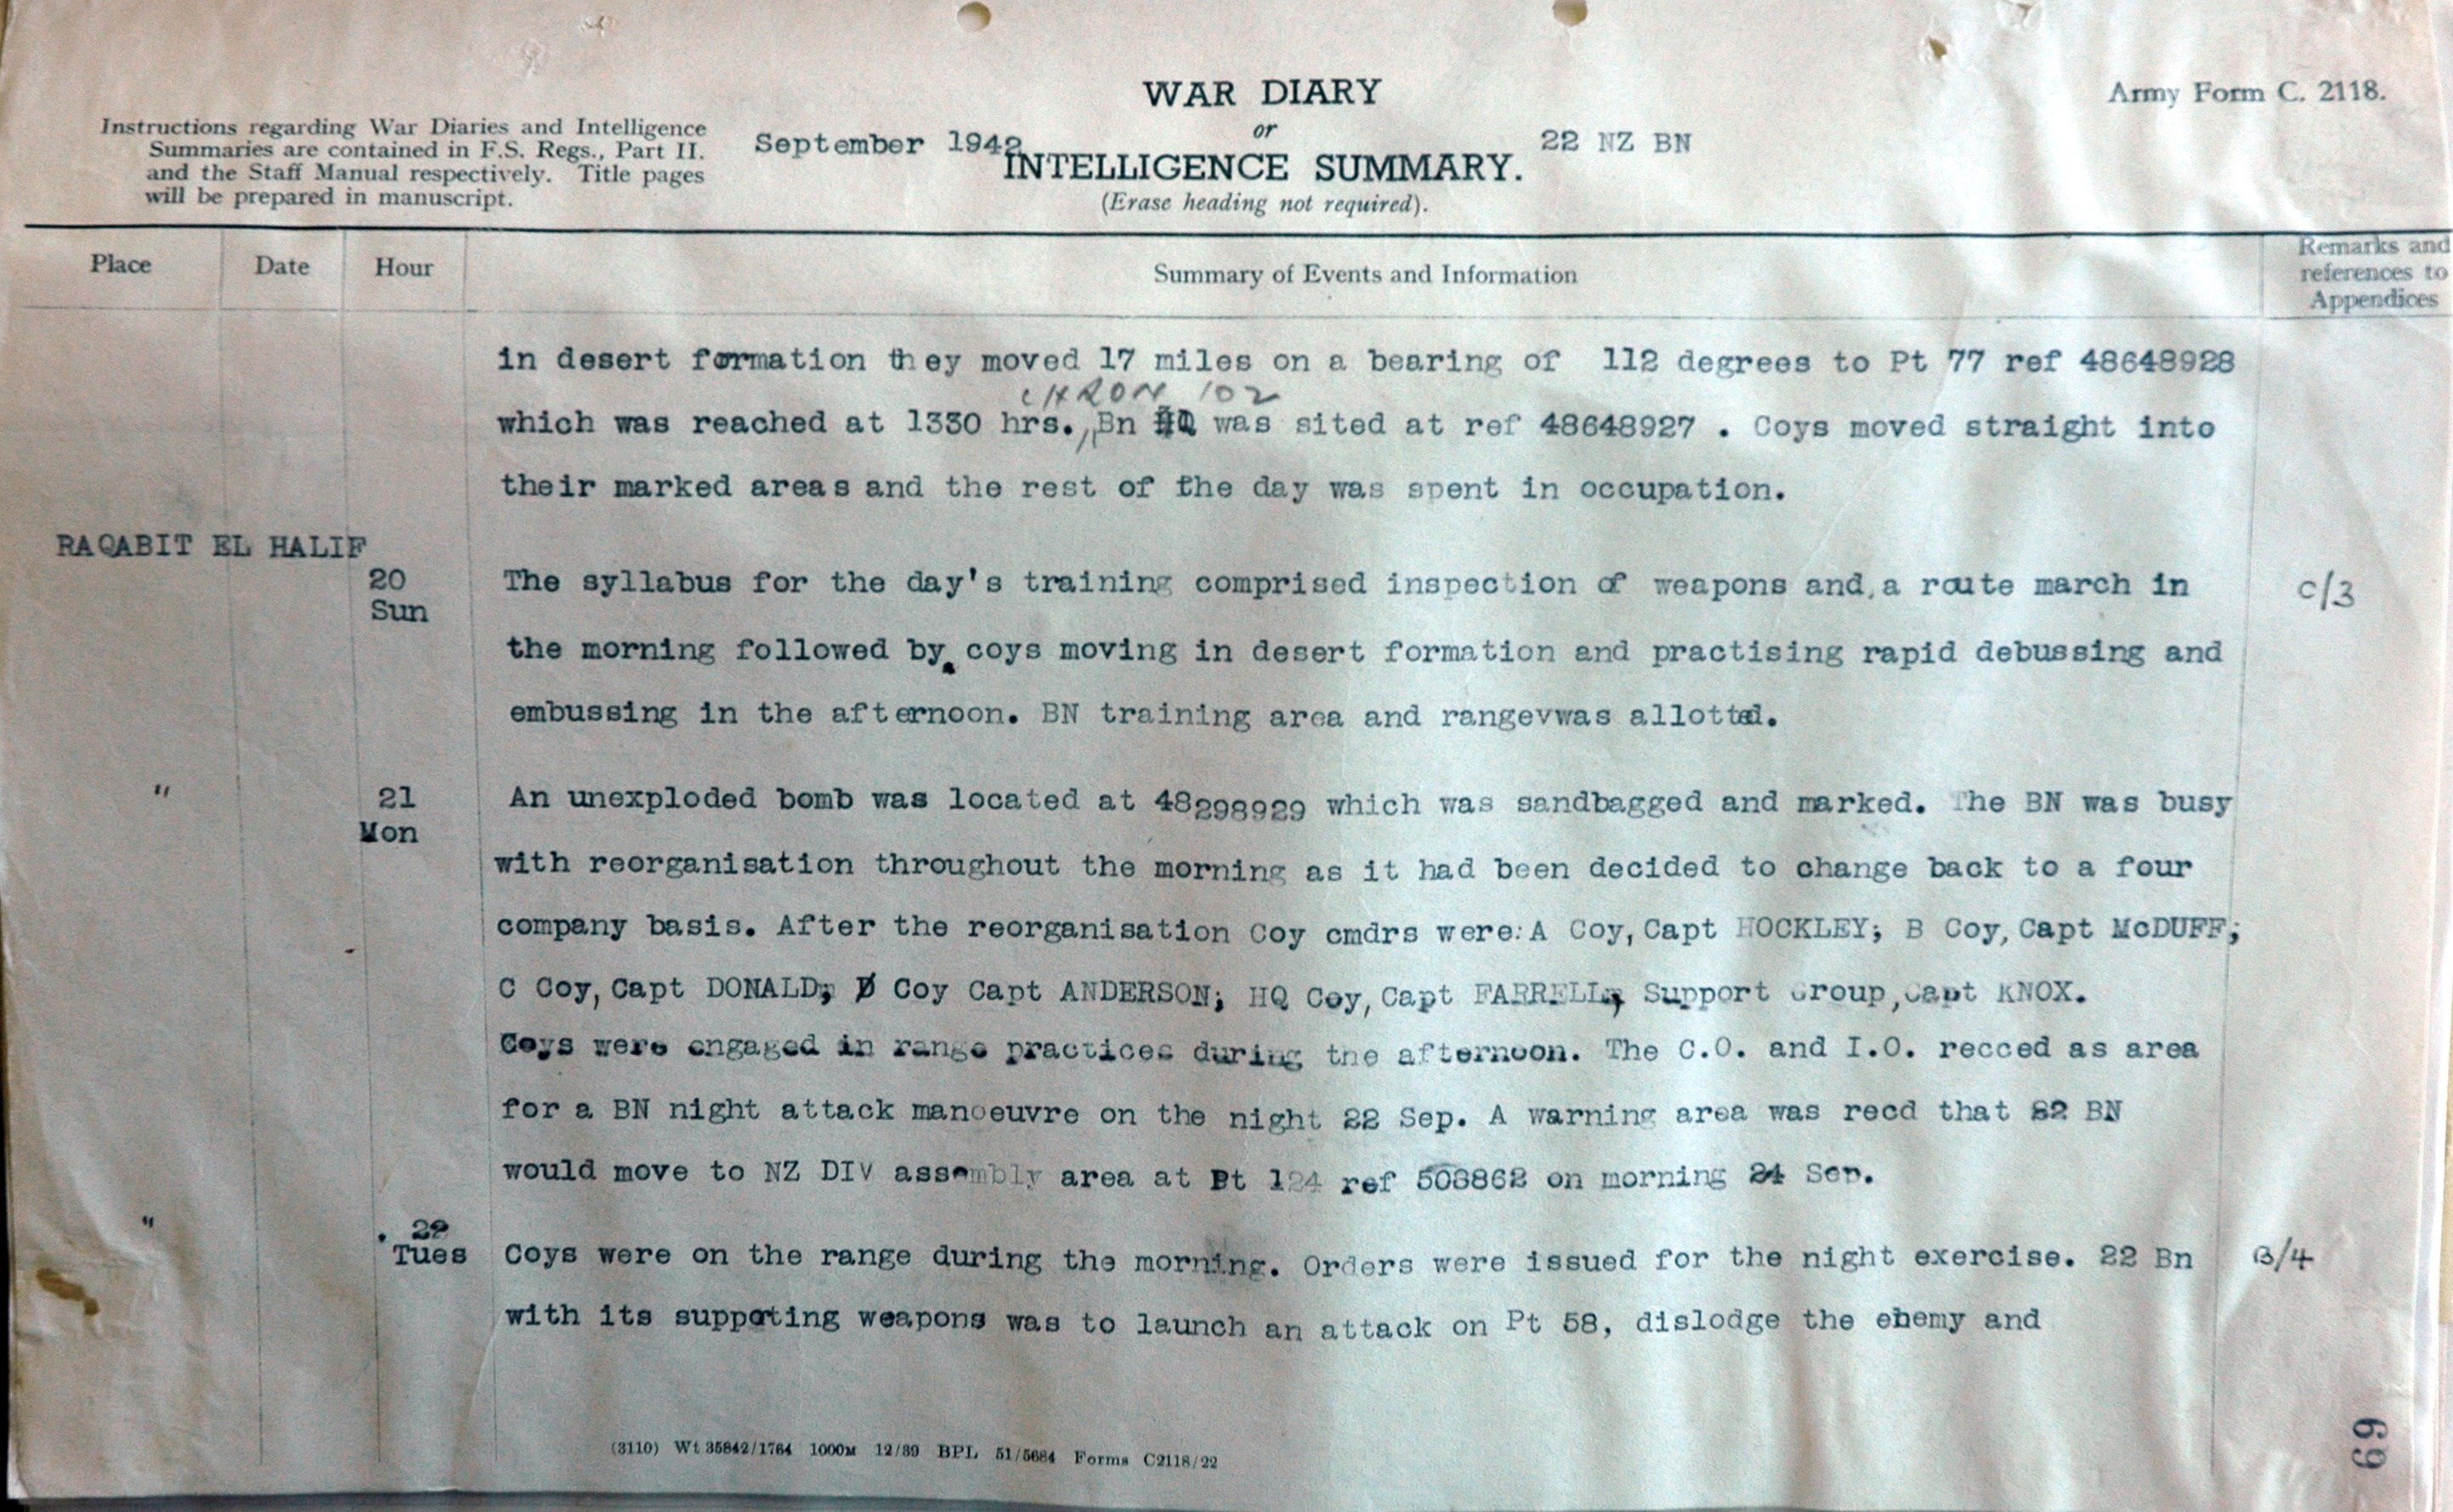 WAR DIARY
or
INTELLIGENCE SUMMARY.
(Erase heading not required).
Army Form C. 2118.
Instructions regarding War Diaries and Intelligence
Summaries are contained in F.S. Regs., Part II.
and the Staff Manual respectively. Title pages
will be prepared in manuscript.
September 1942
22 NZ BN
Place Date Hour Summary of Events and Information Remarks and
references to
Appendices
in desert formation they moved 17 miles on a bearing of 112 degrees to Pt 77 ref 48648928
102
which was reached at 1330 hrs., Bn HQ was sited at ref 48648927 . Coys moved straight into
their marked areas and the rest of the day was spent in occupation.
RAQABIT EL HALIF
20 The syllabus for the day's training comprised inspection of weapons and, a route march in C/3
Sun
the morning followed by coys moving in desert formation and practising rapid debussing and
embussing in the afternoon. BN training area and rangevwas allotted.
" 21 An unexploded bomb was located at 48298929 which was sandbagged and marked. The BN was busy
Mon
with reorganisation throughout the morning as it had been decided to change back to a four
company basis. After the reorganisation Coy cmdrs were: A Coy, Capt HOCKLEY; B Coy, Capt McDUFF;
C Coy, Capt DONALD; D Coy Capt ANDERSON; HQ Coy, Capt FARRELL; Support Group, Capt KNOX.
Coys were engaged in range practices during the afternoon. The C.O. and I.O. recced as area
for a BN night attack manoeuvre on the night 22 Sep. A warning area was recd that 22 BN
would move to NZ DIV assembly area at Pt 124 ref 503862 on morning 24 Sep.
" 22
Tues Coys were on the range during the morning. Orders were issued for the night exercise. 22 Bn B/4
with its suppoting weapons was to launch an attack on Pt 58, dislodge the enemy and
(3110) Wt 35842/1764 1000M 12/39 BPL 51/5684 Forms C2118/22
69